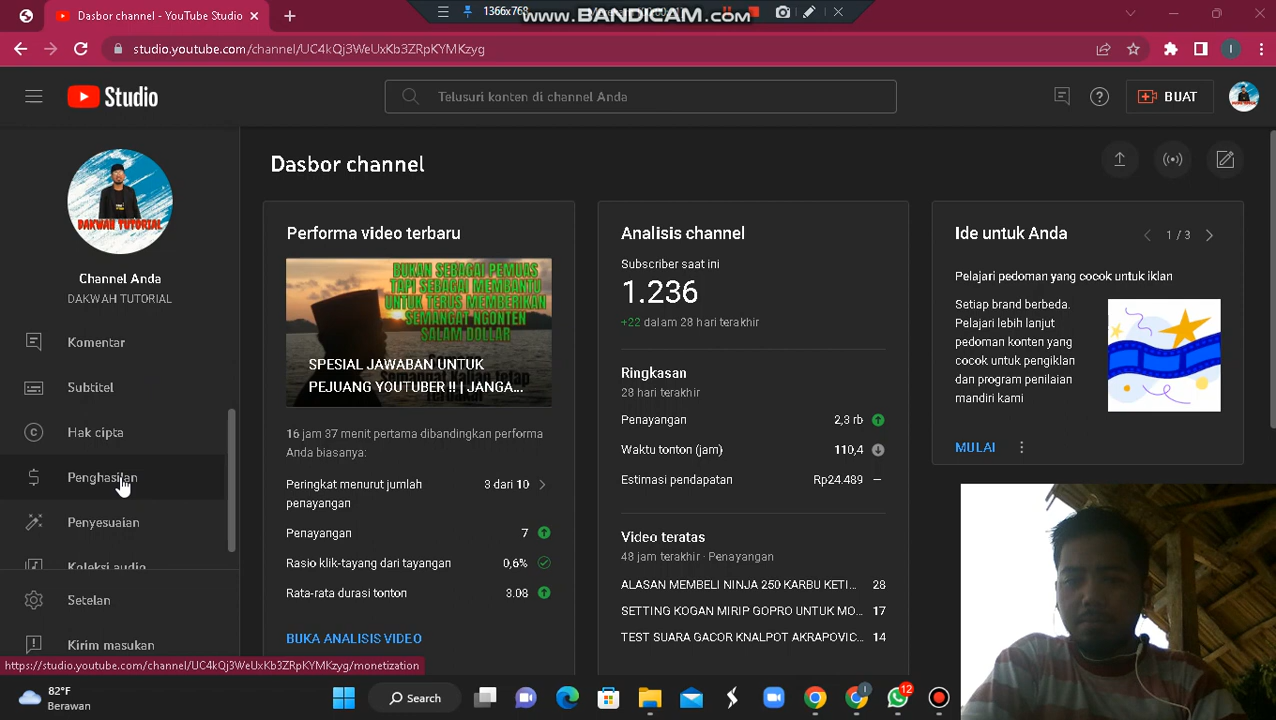 Dasbor channel - YouTube Studio
1366x768
www.BANDICAM.com
studio.youtube.com/channel/UC4kQj3WeUxKb3ZRpKYMKzyg
I
Studio
Telusuri konten di channel Anda
BUAT
DAKWAH TUTORIAL
Channel Anda
DAKWAH TUTORIAL
Komentar
Subtitel
Hak cipta
Penghasilan
Penyesuaian
Koleksi audio
Setelan
Kirim masukan
https://studio.youtube.com/channel/UC4kQj3WeUxKb3ZRpKYMKzyg/monetization
Dasbor channel
Performa video terbaru
BUKAN SEBAGAI PEMUAS
TAPI SEBAGAI MEMBANTU
UNTUK TERUS MEMBERIKAN
SEMANGAT NGONTEN
SALAM DOLLAR
SPESIAL JAWABAN UNTUK
PEJUANG YOUTUBER !! | JANGA...
16 jam 37 menit pertama dibandingkan performa
Anda biasanya:
Peringkat menurut jumlah
penayangan
3 dari 10
Penayangan 7
Rasio klik-tayang dari tayangan 0,6%
Rata-rata durasi tonton 3.08
BUKA ANALISIS VIDEO
Analisis channel
Subscriber saat ini
1.236
+22 dalam 28 hari terakhir
Ringkasan
28 hari terakhir
Penayangan 2,3 rb
Waktu tonton (jam) 110,4
Estimasi pendapatan Rp24.489 —
Video teratas
48 jam terakhir · Penayangan
ALASAN MEMBELI NINJA 250 KARBU KETI... 28
SETTING KOGAN MIRIP GOPRO UNTUK MO... 17
TEST SUARA GACOR KNALPOT AKRAPOVIC... 14
Ide untuk Anda
1 / 3
Pelajari pedoman yang cocok untuk iklan
Setiap brand berbeda.
Pelajari lebih lanjut
pedoman konten yang
cocok untuk pengiklan
dan program penilaian
mandiri kami
MULAI
82°F
Berawan
Search
12